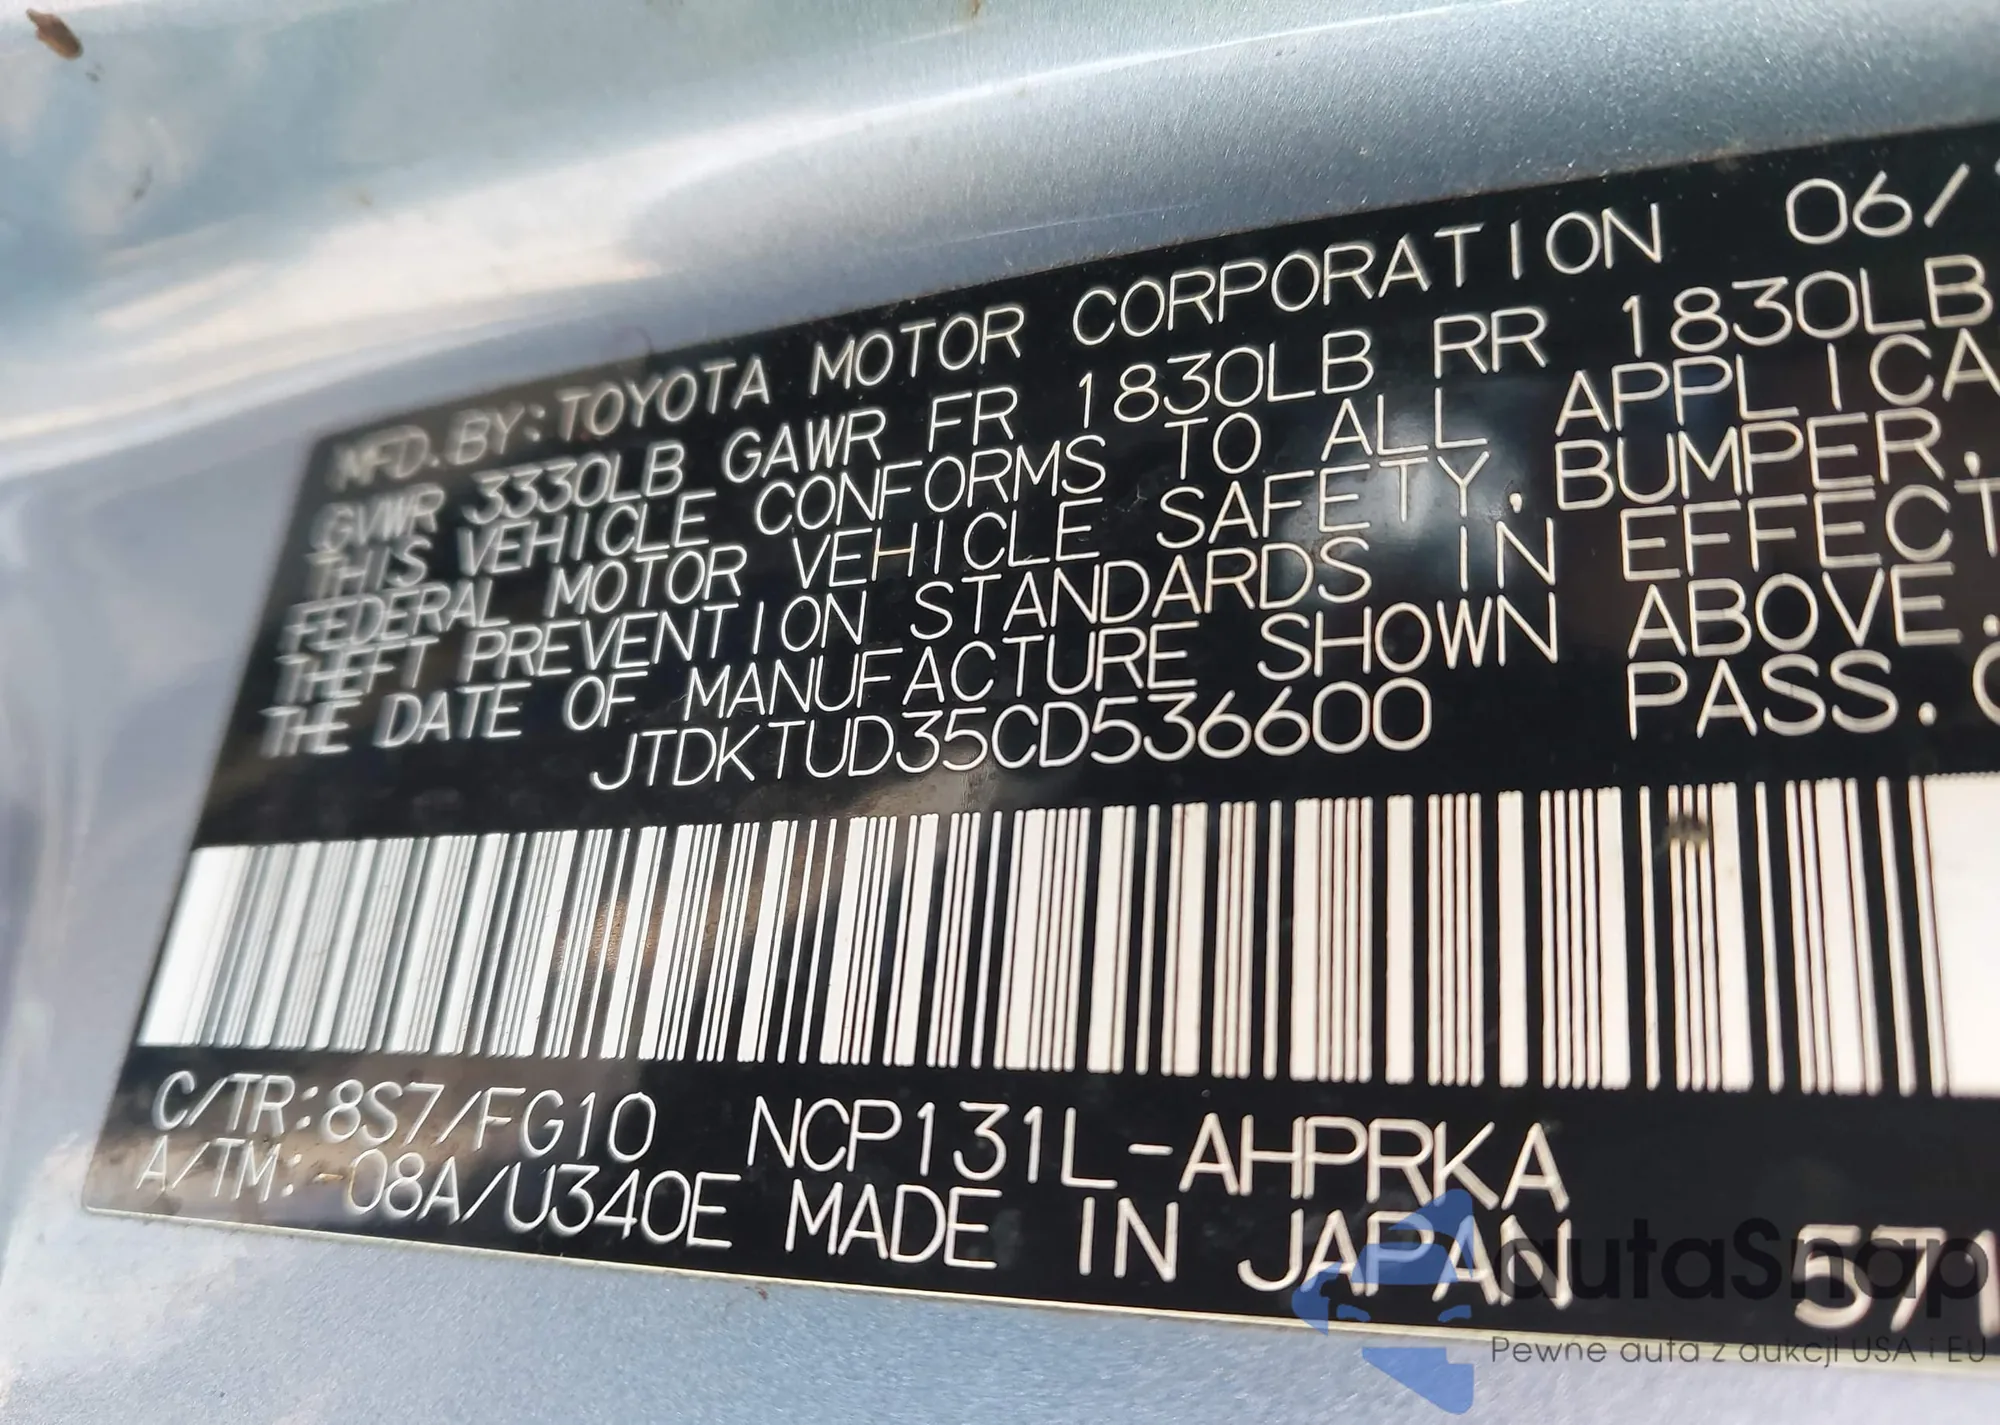 MFD.BY:TOYOTA MOTOR CORPORATION 06/
GVWR 3330LB GAWR FR 1830LB RR 1830LB
THIS VEHICLE CONFORMS TO ALL APPLICA
FEDERAL MOTOR VEHICLE SAFETY, BUMPER,
THEFT PREVENTION STANDARDS IN EFFECT
THE DATE OF MANUFACTURE SHOWN ABOVE.
JTDKTUD35CD536600 PASS.C
C/TR:8S7/FG10 NCP131L-AHPRKA
A/TM:-08A/U340E MADE IN JAPAN 571
autaSnap
Pewne auta z aukcji USA i EU